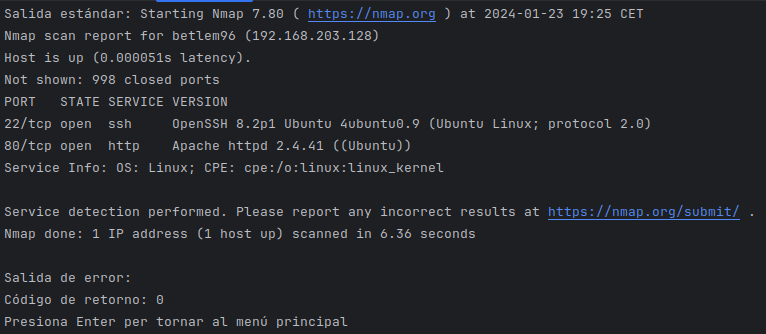 Salida estándar: Starting Nmap 7.80 ( https://nmap.org ) at 2024-01-23 19:25 CET
Nmap scan report for betlem96 (192.168.203.128)
Host is up (0.000051s latency).
Not shown: 998 closed ports
PORT   STATE SERVICE VERSION
22/tcp open  ssh     OpenSSH 8.2p1 Ubuntu 4ubuntu0.9 (Ubuntu Linux; protocol 2.0)
80/tcp open  http    Apache httpd 2.4.41 ((Ubuntu))
Service Info: OS: Linux; CPE: cpe:/o:linux:linux_kernel
Service detection performed. Please report any incorrect results at https://nmap.org/submit/ .
Nmap done: 1 IP address (1 host up) scanned in 6.36 seconds
Salida de error:
Código de retorno: 0
Presiona Enter per tornar al menú principal